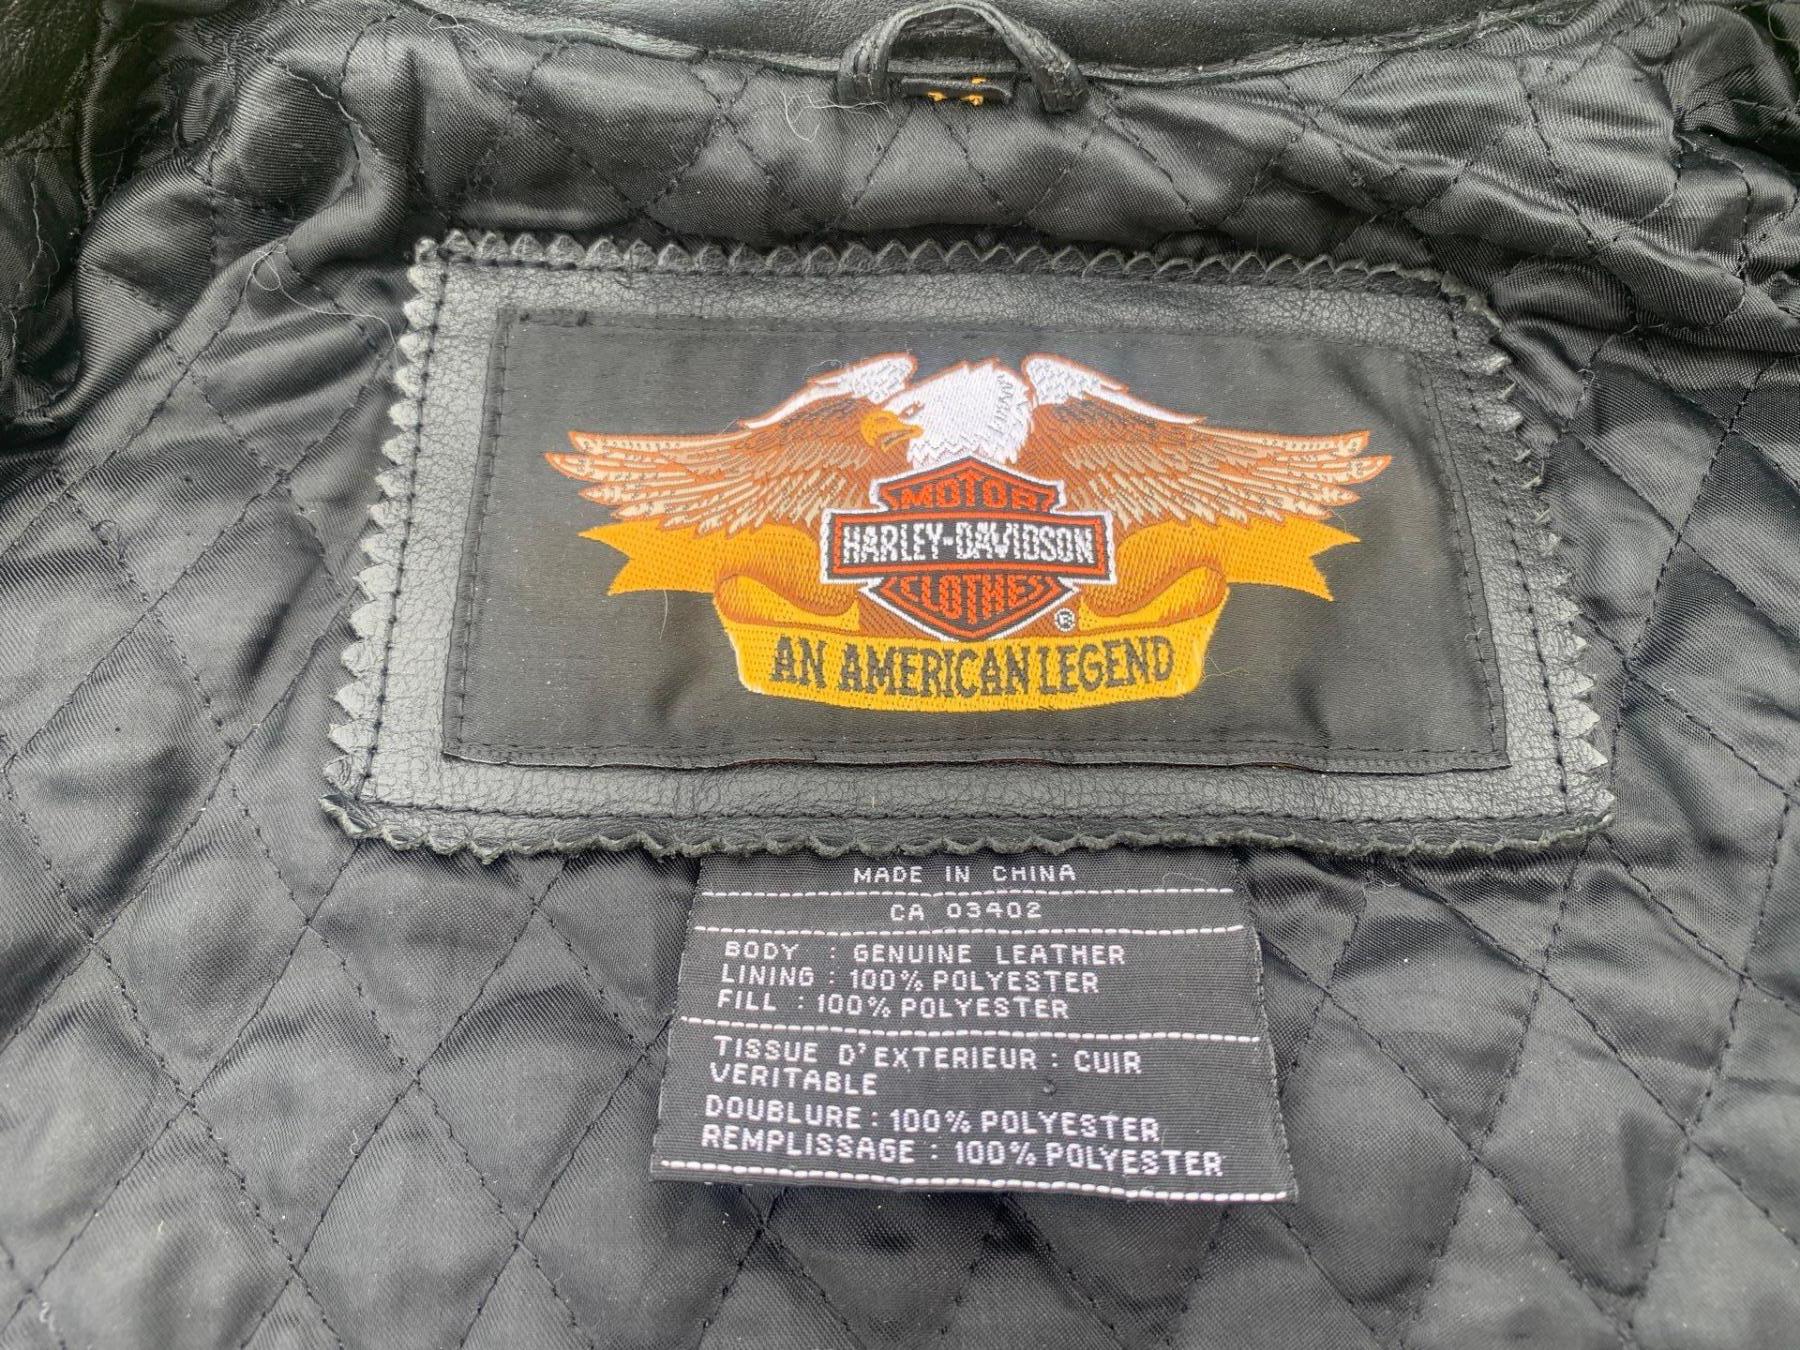 MOTOR
HARLEY-DAVIDSON
CLOTHES
®
AN AMERICAN LEGEND
MADE IN CHINA
CA 03402
BODY : GENUINE LEATHER
LINING : 100% POLYESTER
FILL : 100% POLYESTER
TISSUE D'EXTERIEUR : CUIR
VERITABLE
DOUBLURE : 100% POLYESTER
REMPLISSAGE : 100% POLYESTER